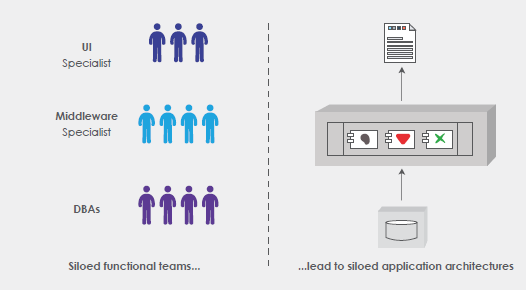 UI
Specialist
Middleware
Specialist
DBAs
Siloed functional teams...
...lead to siloed application architectures